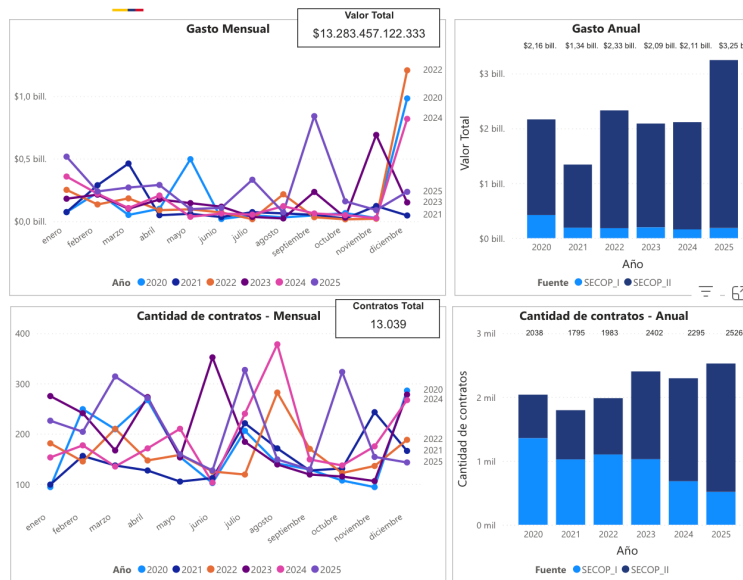 Gasto Mensual
Valor Total
$13.283.457.122.333
$1,0 bill.
$0,5 bill.
$0,0 bill.
2022
2020
2024
2025
2023
2021
enero
febrero
marzo
abril
mayo
junio
julio
agosto
septiembre
octubre
noviembre
diciembre
Año 2020 2021 2022 2023 2024 2025
Gasto Anual
$2,16 bill. $1,34 bill. $2,33 bill. $2,09 bill. $2,11 bill. $3,25 b
Valor Total
$3 bill.
$2 bill.
$1 bill.
$0 bill.
2020 2021 2022 2023 2024 2025
Año
Fuente SECOP_I SECOP_II
Cantidad de contratos - Mensual
Contratos Total
13.039
400
300
200
100
2020
2024
2022
2021
2025
enero
febrero
marzo
abril
mayo
junio
julio
agosto
septiembre
octubre
noviembre
diciembre
Año 2020 2021 2022 2023 2024 2025
Cantidad de contratos - Anual
2038 1795 1983 2402 2295 2526
Cantidad de contratos
3 mil
2 mil
1 mil
0 mil
2020 2021 2022 2023 2024 2025
Año
Fuente SECOP_I SECOP_II